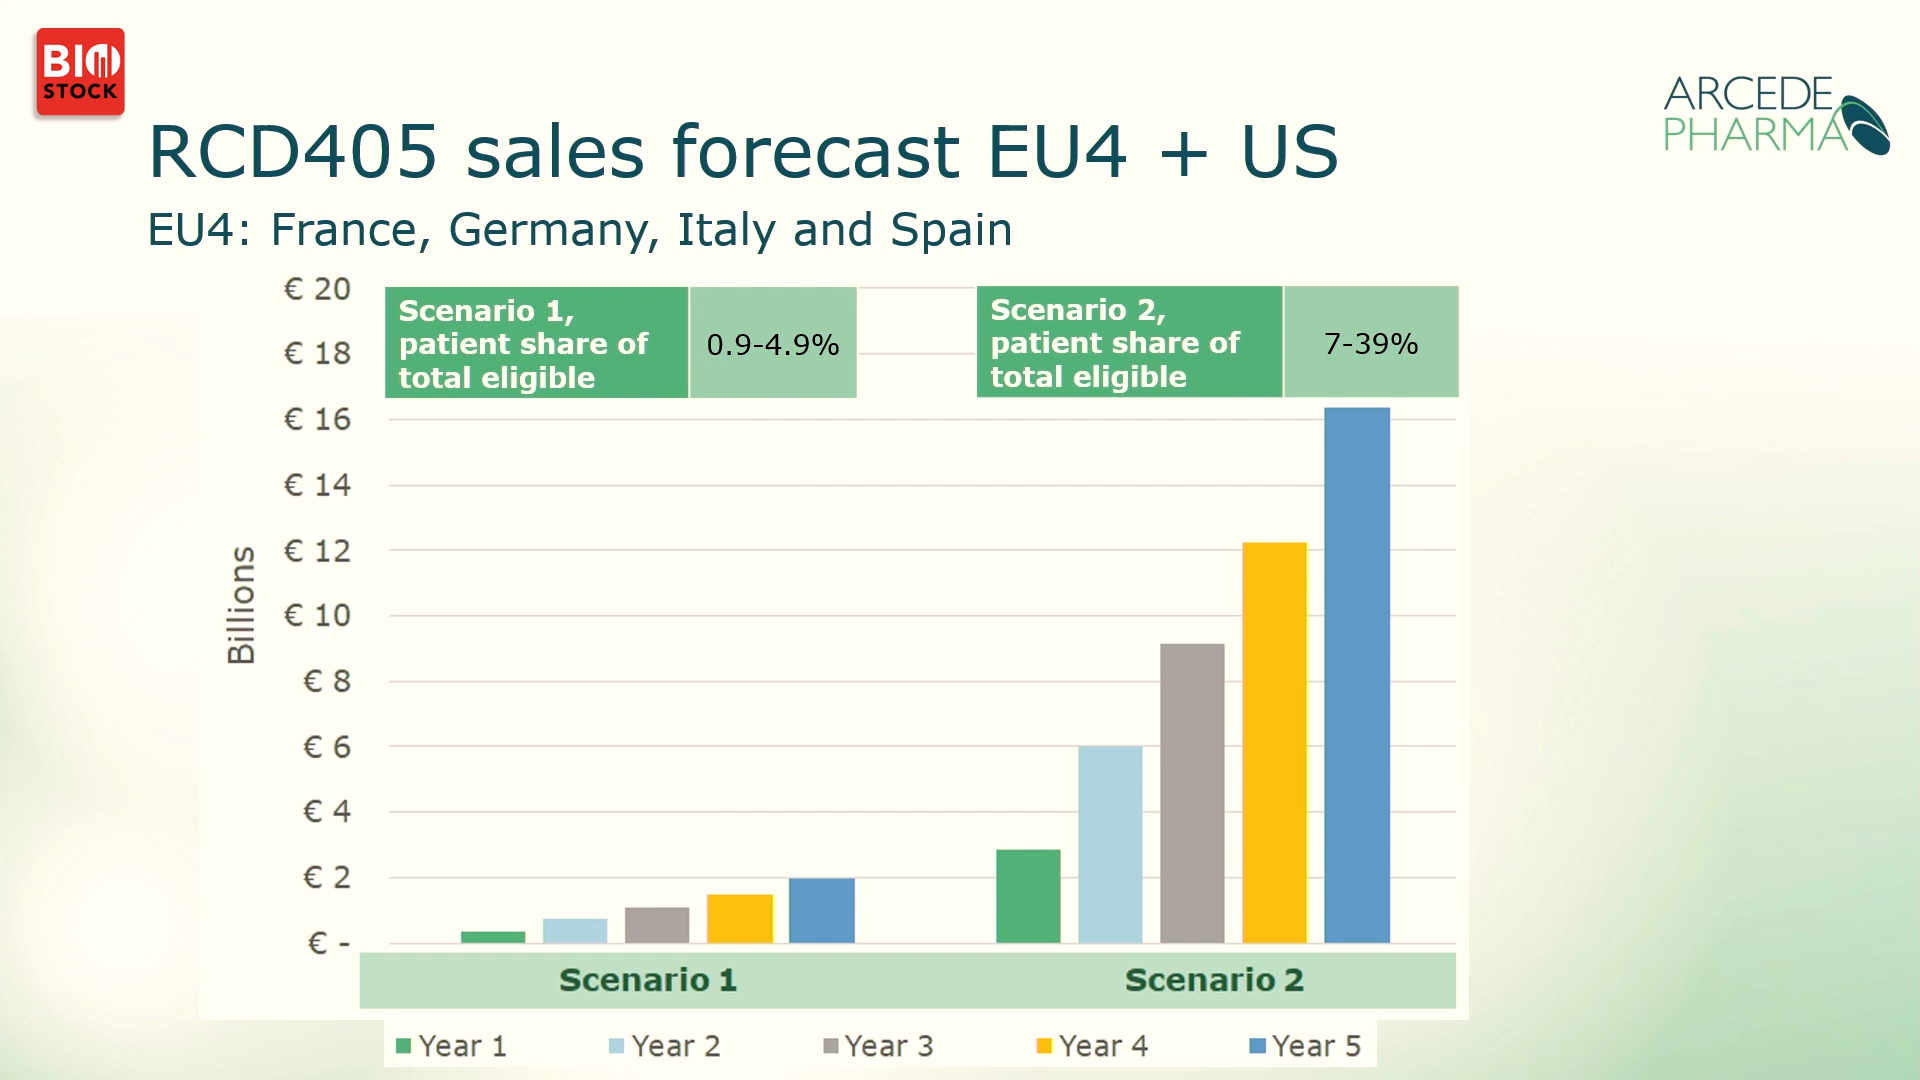 BIO
STOCK
ARCEDE
PHARMA
RCD405 sales forecast EU4 + US
EU4: France, Germany, Italy and Spain
€ 20
€ 18
€ 16
€ 14
€ 12
€ 10
€ 8
€ 6
€ 4
€ 2
€ -
Billions
Scenario 1,
patient share of
total eligible
0.9-4.9%
Scenario 2,
patient share of
total eligible
7-39%
Scenario 1
Scenario 2
Year 1
Year 2
Year 3
Year 4
Year 5